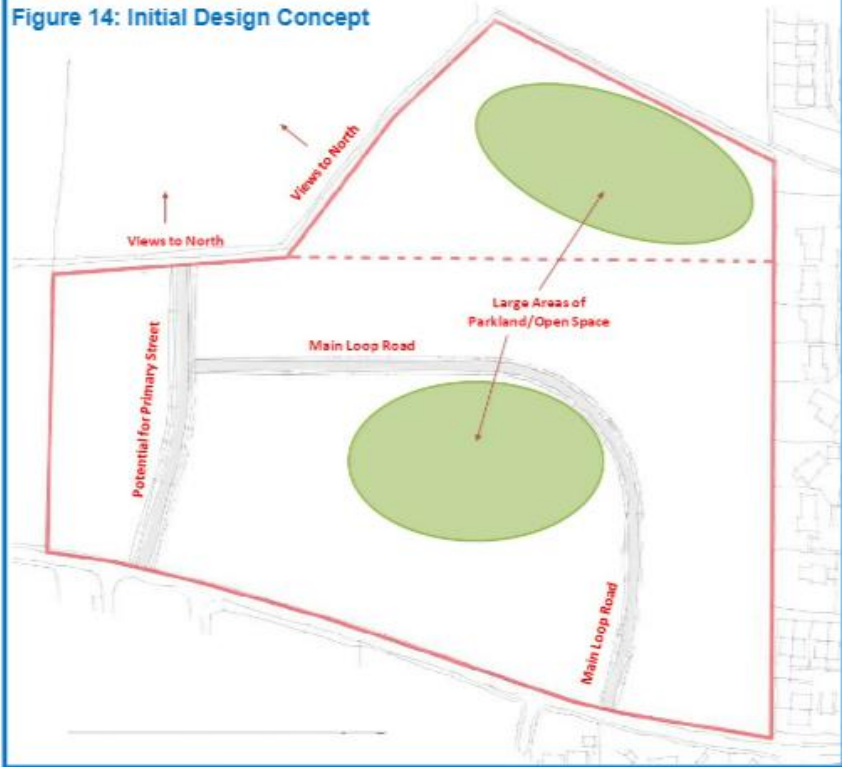 Figure 14: Initial Design Concept
Views to North
Views to North
Large Areas of
Parkland/Open Space
Main Loop Road
Potential for Primary Street
Main Loop Road